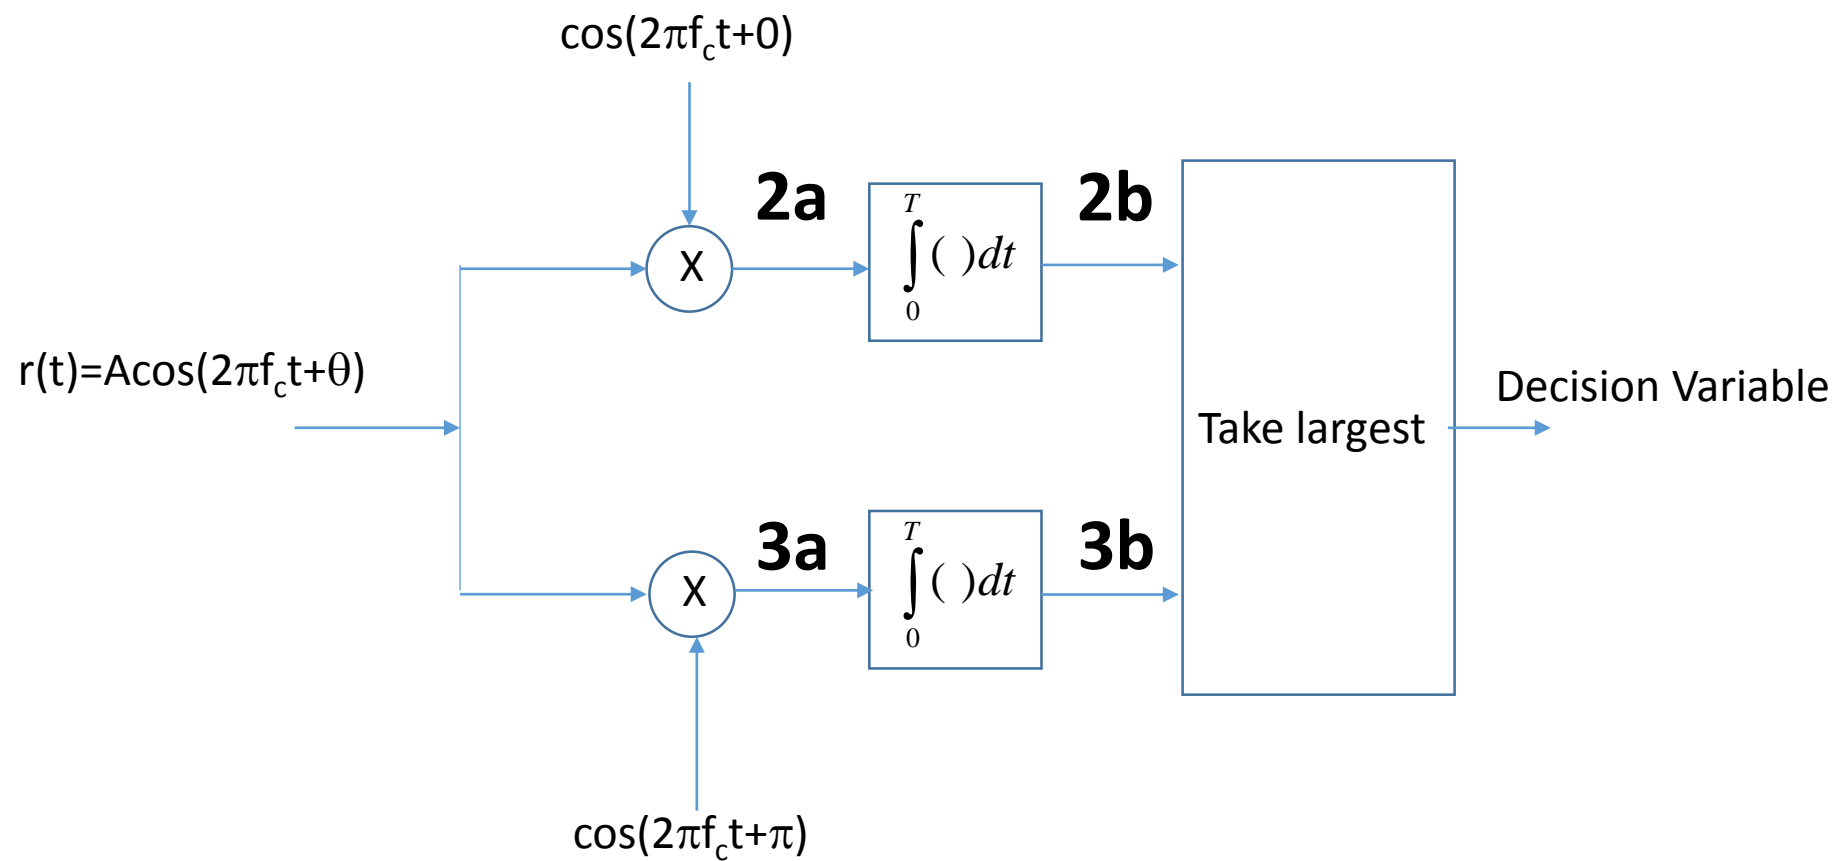 cos(2πf_ct+0)
2a
2b
T
∫( )dt
0
X
r(t)=Acos(2πf_ct+θ)
Decision Variable
Take largest
3a
3b
T
∫( )dt
0
X
cos(2πf_ct+π)